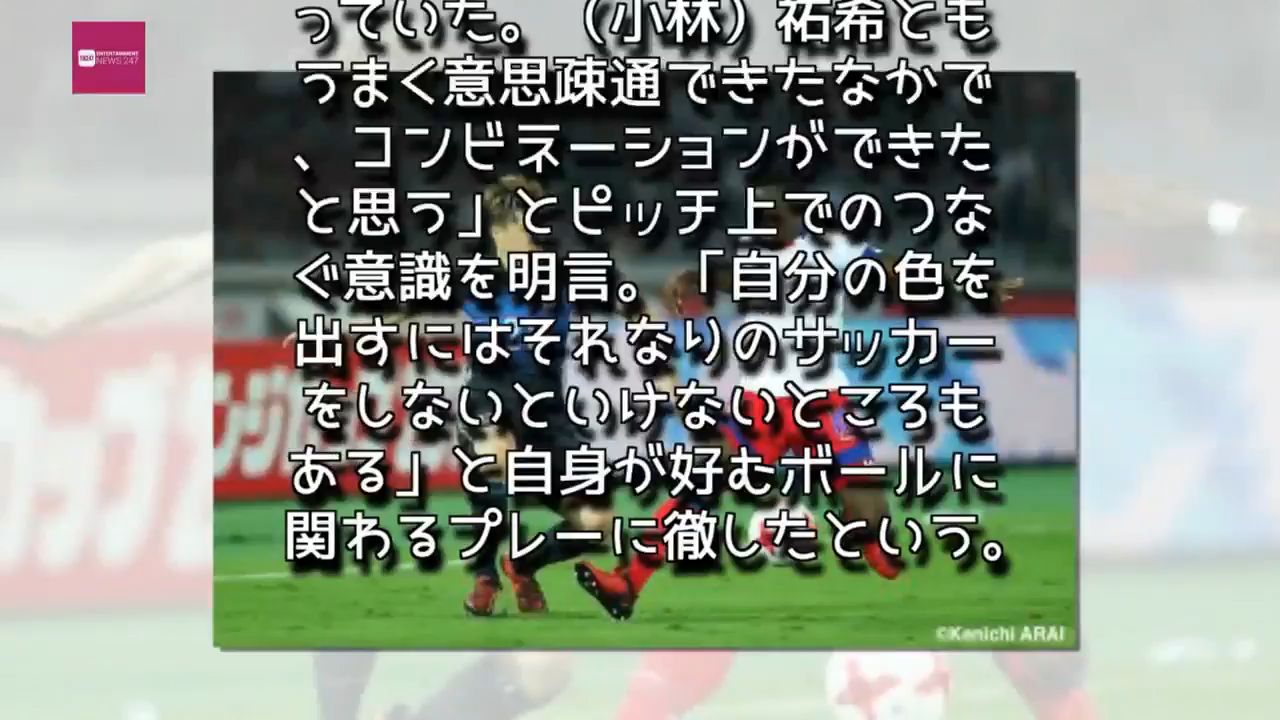 ENTERTAINMENT
NEWS 247
っていた。（小林）祐希とも
うまく意思疎通できたなかで
、コンビネーションができた
と思う」とピッチ上でのつな
ぐ意識を明言。「自分の色を
出すにはそれなりのサッカー
をしないといけないところも
ある」と自身が好むボールに
関わるプレーに徹したという。
©Kenichi ARAI